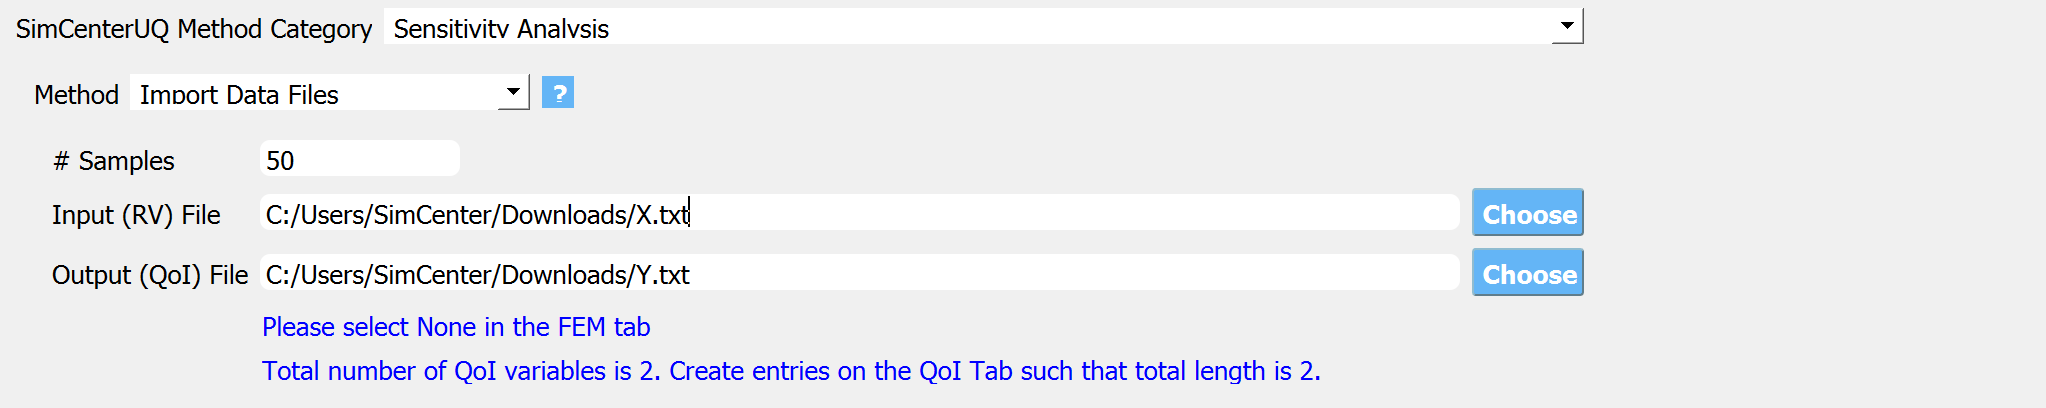 SimCenterUQ Method Category Sensitivity Analysis
Method Import Data Files ?
# Samples 50
Input (RV) File C:/Users/SimCenter/Downloads/X.txt Choose
Output (QoI) File C:/Users/SimCenter/Downloads/Y.txt Choose
Please select None in the FEM tab
Total number of QoI variables is 2. Create entries on the QoI Tab such that total length is 2.